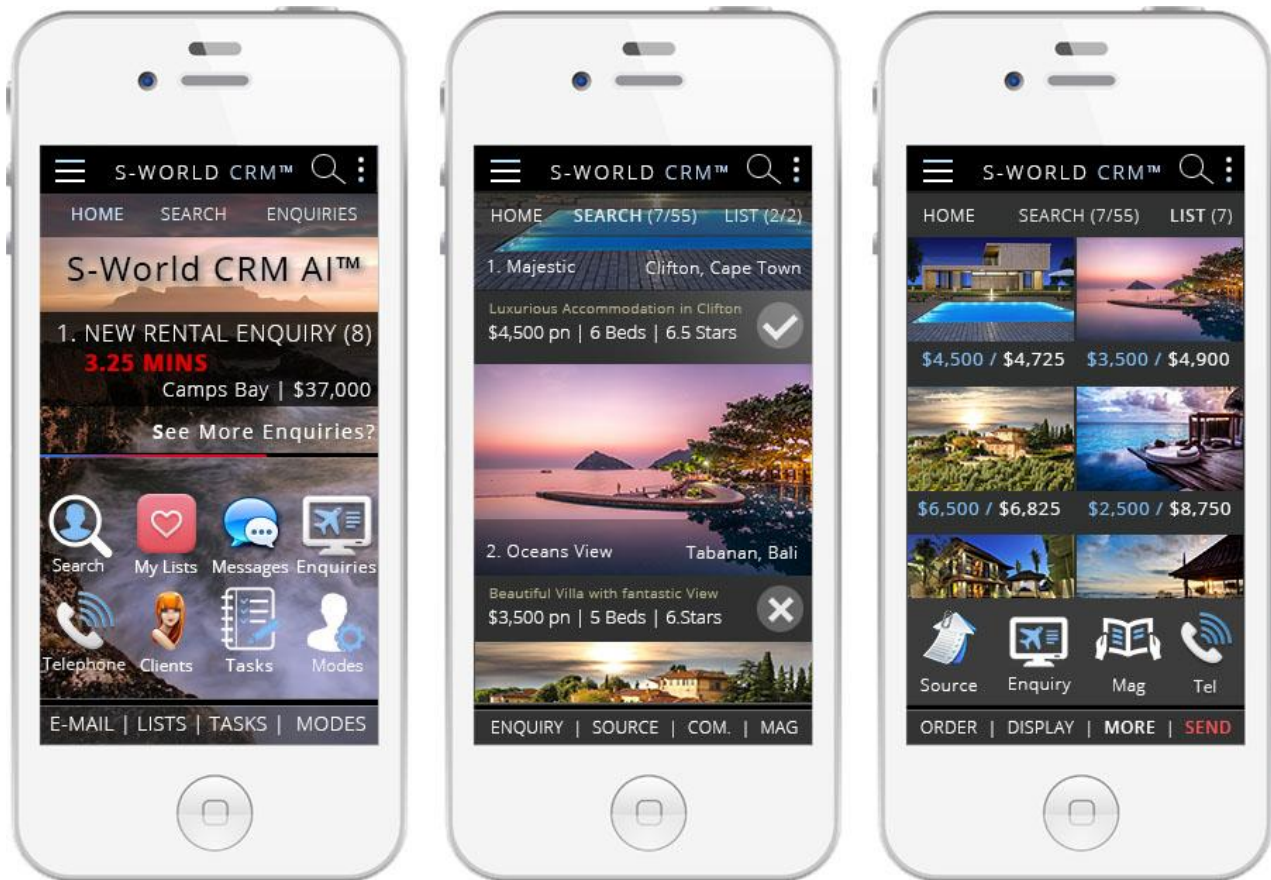 S-WORLD CRM™
HOME SEARCH ENQUIRIES
S-World CRM AI™
1. NEW RENTAL ENQUIRY (8)
3.25 MINS
Camps Bay | $37,000
See More Enquiries?
Search My Lists Messages Enquiries
Telephone Clients Tasks Modes
E-MAIL | LISTS | TASKS | MODES
S-WORLD CRM™
HOME SEARCH (7/55) LIST (2/2)
1. Majestic Clifton, Cape Town
Luxurious Accommodation in Clifton
$4,500 pn | 6 Beds | 6.5 Stars
2. Oceans View Tabanan, Bali
Beautiful Villa with fantastic View
$3,500 pn | 5 Beds | 6.Stars
ENQUIRY | SOURCE | COM. | MAG
S-WORLD CRM™
HOME SEARCH (7/55) LIST (7)
$4,500 / $4,725 $3,500 / $4,900
$6,500 / $6,825 $2,500 / $8,750
Source Enquiry Mag Tel
ORDER | DISPLAY | MORE | SEND